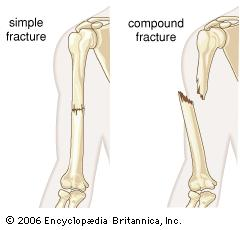 simple
fracture
compound
fracture
© 2006 Encyclopædia Britannica, Inc.